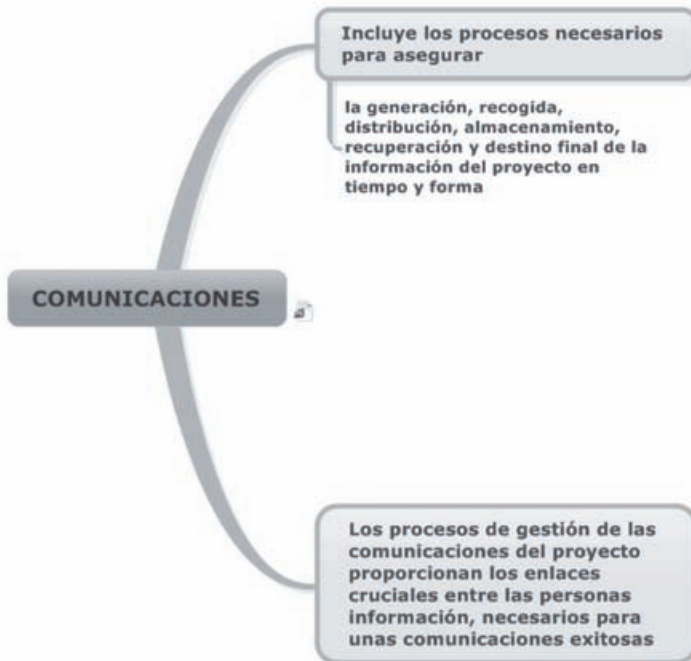 Incluye los procesos necesarios
para asegurar
la generación, recogida,
distribución, almacenamiento,
recuperación y destino final de la
información del proyecto en
tiempo y forma
COMUNICACIONES
Los procesos de gestión de las
comunicaciones del proyecto
proporcionan los enlaces
cruciales entre las personas
información, necesarios para
unas comunicaciones exitosas